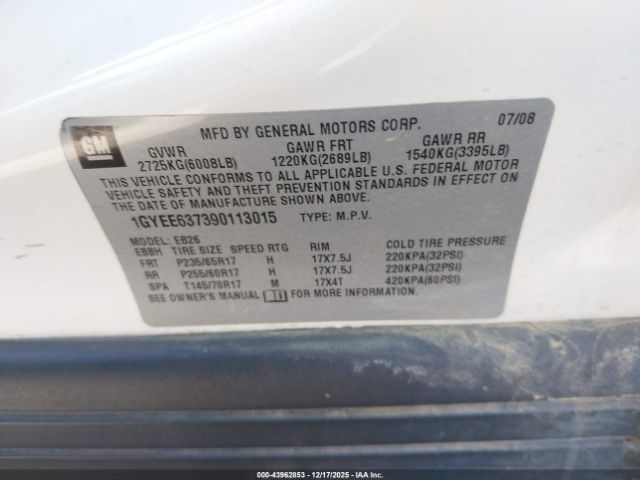 GM
MFD BY GENERAL MOTORS CORP. 07/08
GVWR GAWR FRT GAWR RR
2725KG(6008LB) 1220KG(2689LB) 1540KG(3395LB)
THIS VEHICLE CONFORMS TO ALL APPLICABLE U.S. FEDERAL MOTOR
VEHICLE SAFETY AND THEFT PREVENTION STANDARDS IN EFFECT ON
THE DATE OF MANUFACTURE SHOWN ABOVE.
1GYEE637390113015 TYPE: M.P.V.
MODEL: EB26
EBBH TIRE SIZE SPEED RTG RIM COLD TIRE PRESSURE
FRT P235/65R17 H 17X7.5J 220KPA(32PSI)
RR P255/60R17 H 17X7.5J 220KPA(32PSI)
SPA T145/70R17 M 17X4T 420KPA(60PSI)
SEE OWNER'S MANUAL FOR MORE INFORMATION.
000-43962853 - 12/17/2025 - IAAI.COM